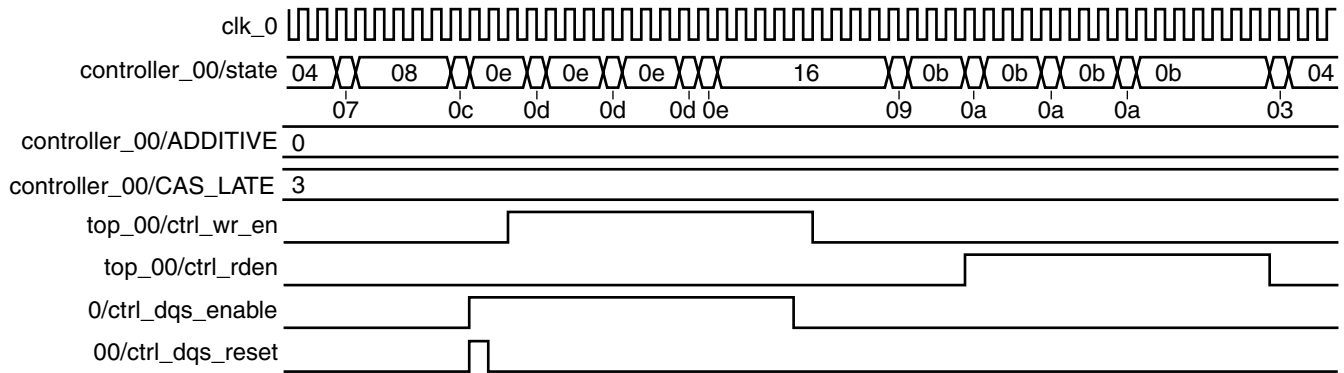 clk_0
controller_00/state 04 08 0e 0e 0e 16 0b 0b 0b 0b 04
07 0c 0d 0d 0d 0e 09 0a 0a 0a 03
controller_00/ADDITIVE 0
controller_00/CAS_LATE 3
top_00/ctrl_wr_en
top_00/ctrl_rden
0/ctrl_dqs_enable
00/ctrl_dqs_reset